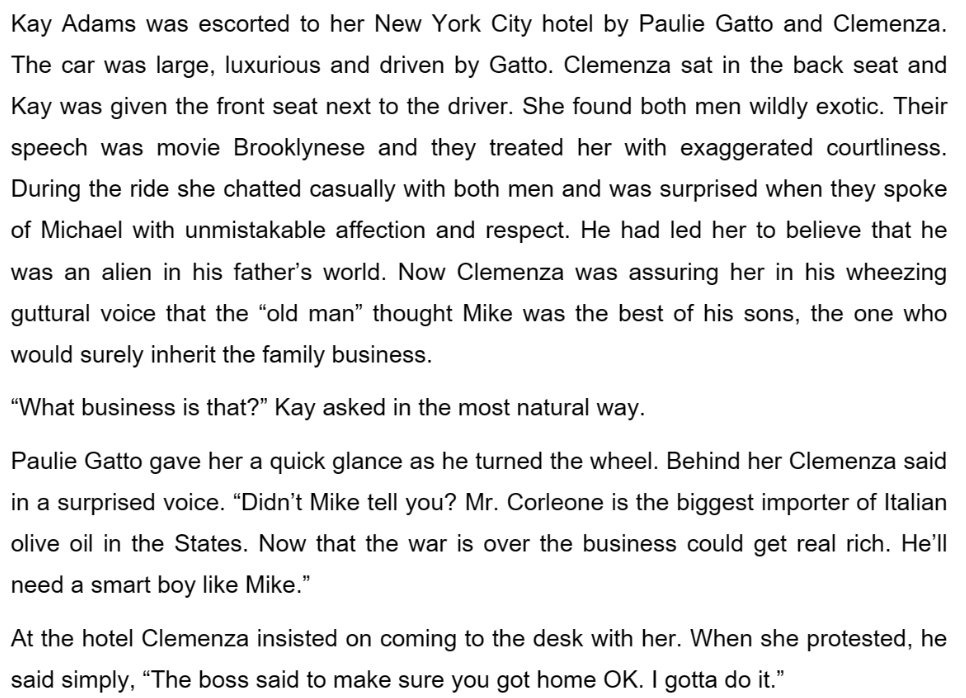 Kay Adams was escorted to her New York City hotel by Paulie Gatto and Clemenza.
The car was large, luxurious and driven by Gatto. Clemenza sat in the back seat and
Kay was given the front seat next to the driver. She found both men wildly exotic. Their
speech was movie Brooklynese and they treated her with exaggerated courtliness.
During the ride she chatted casually with both men and was surprised when they spoke
of Michael with unmistakable affection and respect. He had led her to believe that he
was an alien in his father’s world. Now Clemenza was assuring her in his wheezing
guttural voice that the “old man” thought Mike was the best of his sons, the one who
would surely inherit the family business.
“What business is that?” Kay asked in the most natural way.
Paulie Gatto gave her a quick glance as he turned the wheel. Behind her Clemenza said
in a surprised voice. “Didn’t Mike tell you? Mr. Corleone is the biggest importer of Italian
olive oil in the States. Now that the war is over the business could get real rich. He’ll
need a smart boy like Mike.”
At the hotel Clemenza insisted on coming to the desk with her. When she protested, he
said simply, “The boss said to make sure you got home OK. I gotta do it.”